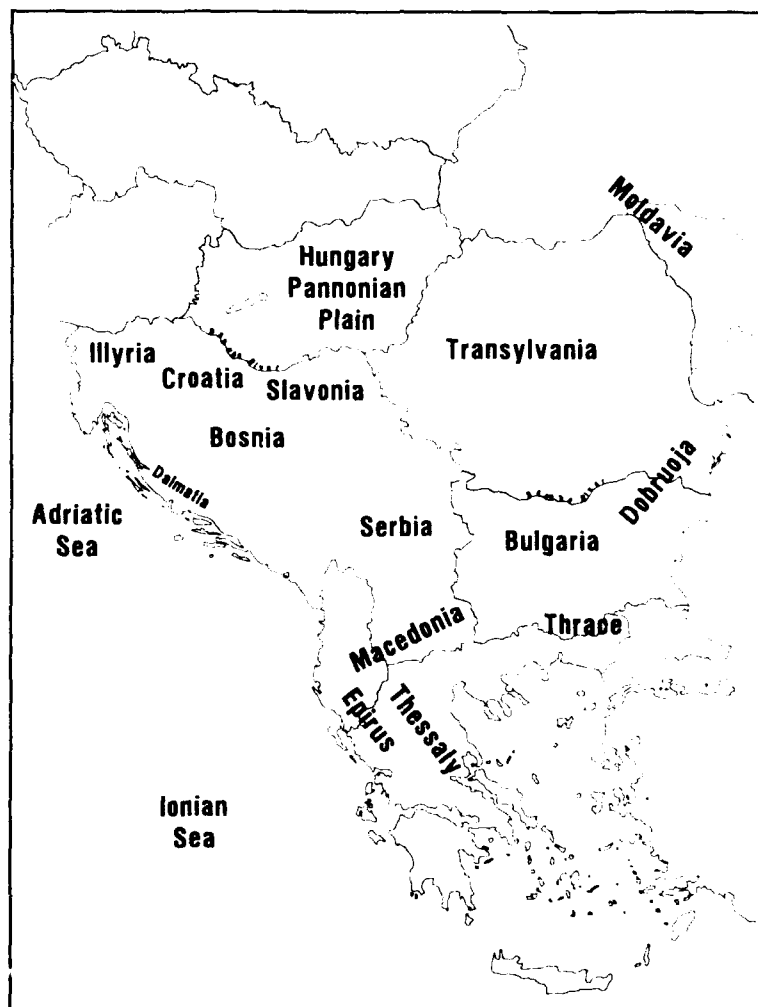 Moldavia
Hungary
Pannonian
Plain
Illyria
Croatia
Slavonia
Transylvania
Bosnia
Dalmatia
Adriatic
Sea
Serbia
Bulgaria
Dobruoja
Macedonia
Thrace
Epirus
Thessaly
Ionian
Sea